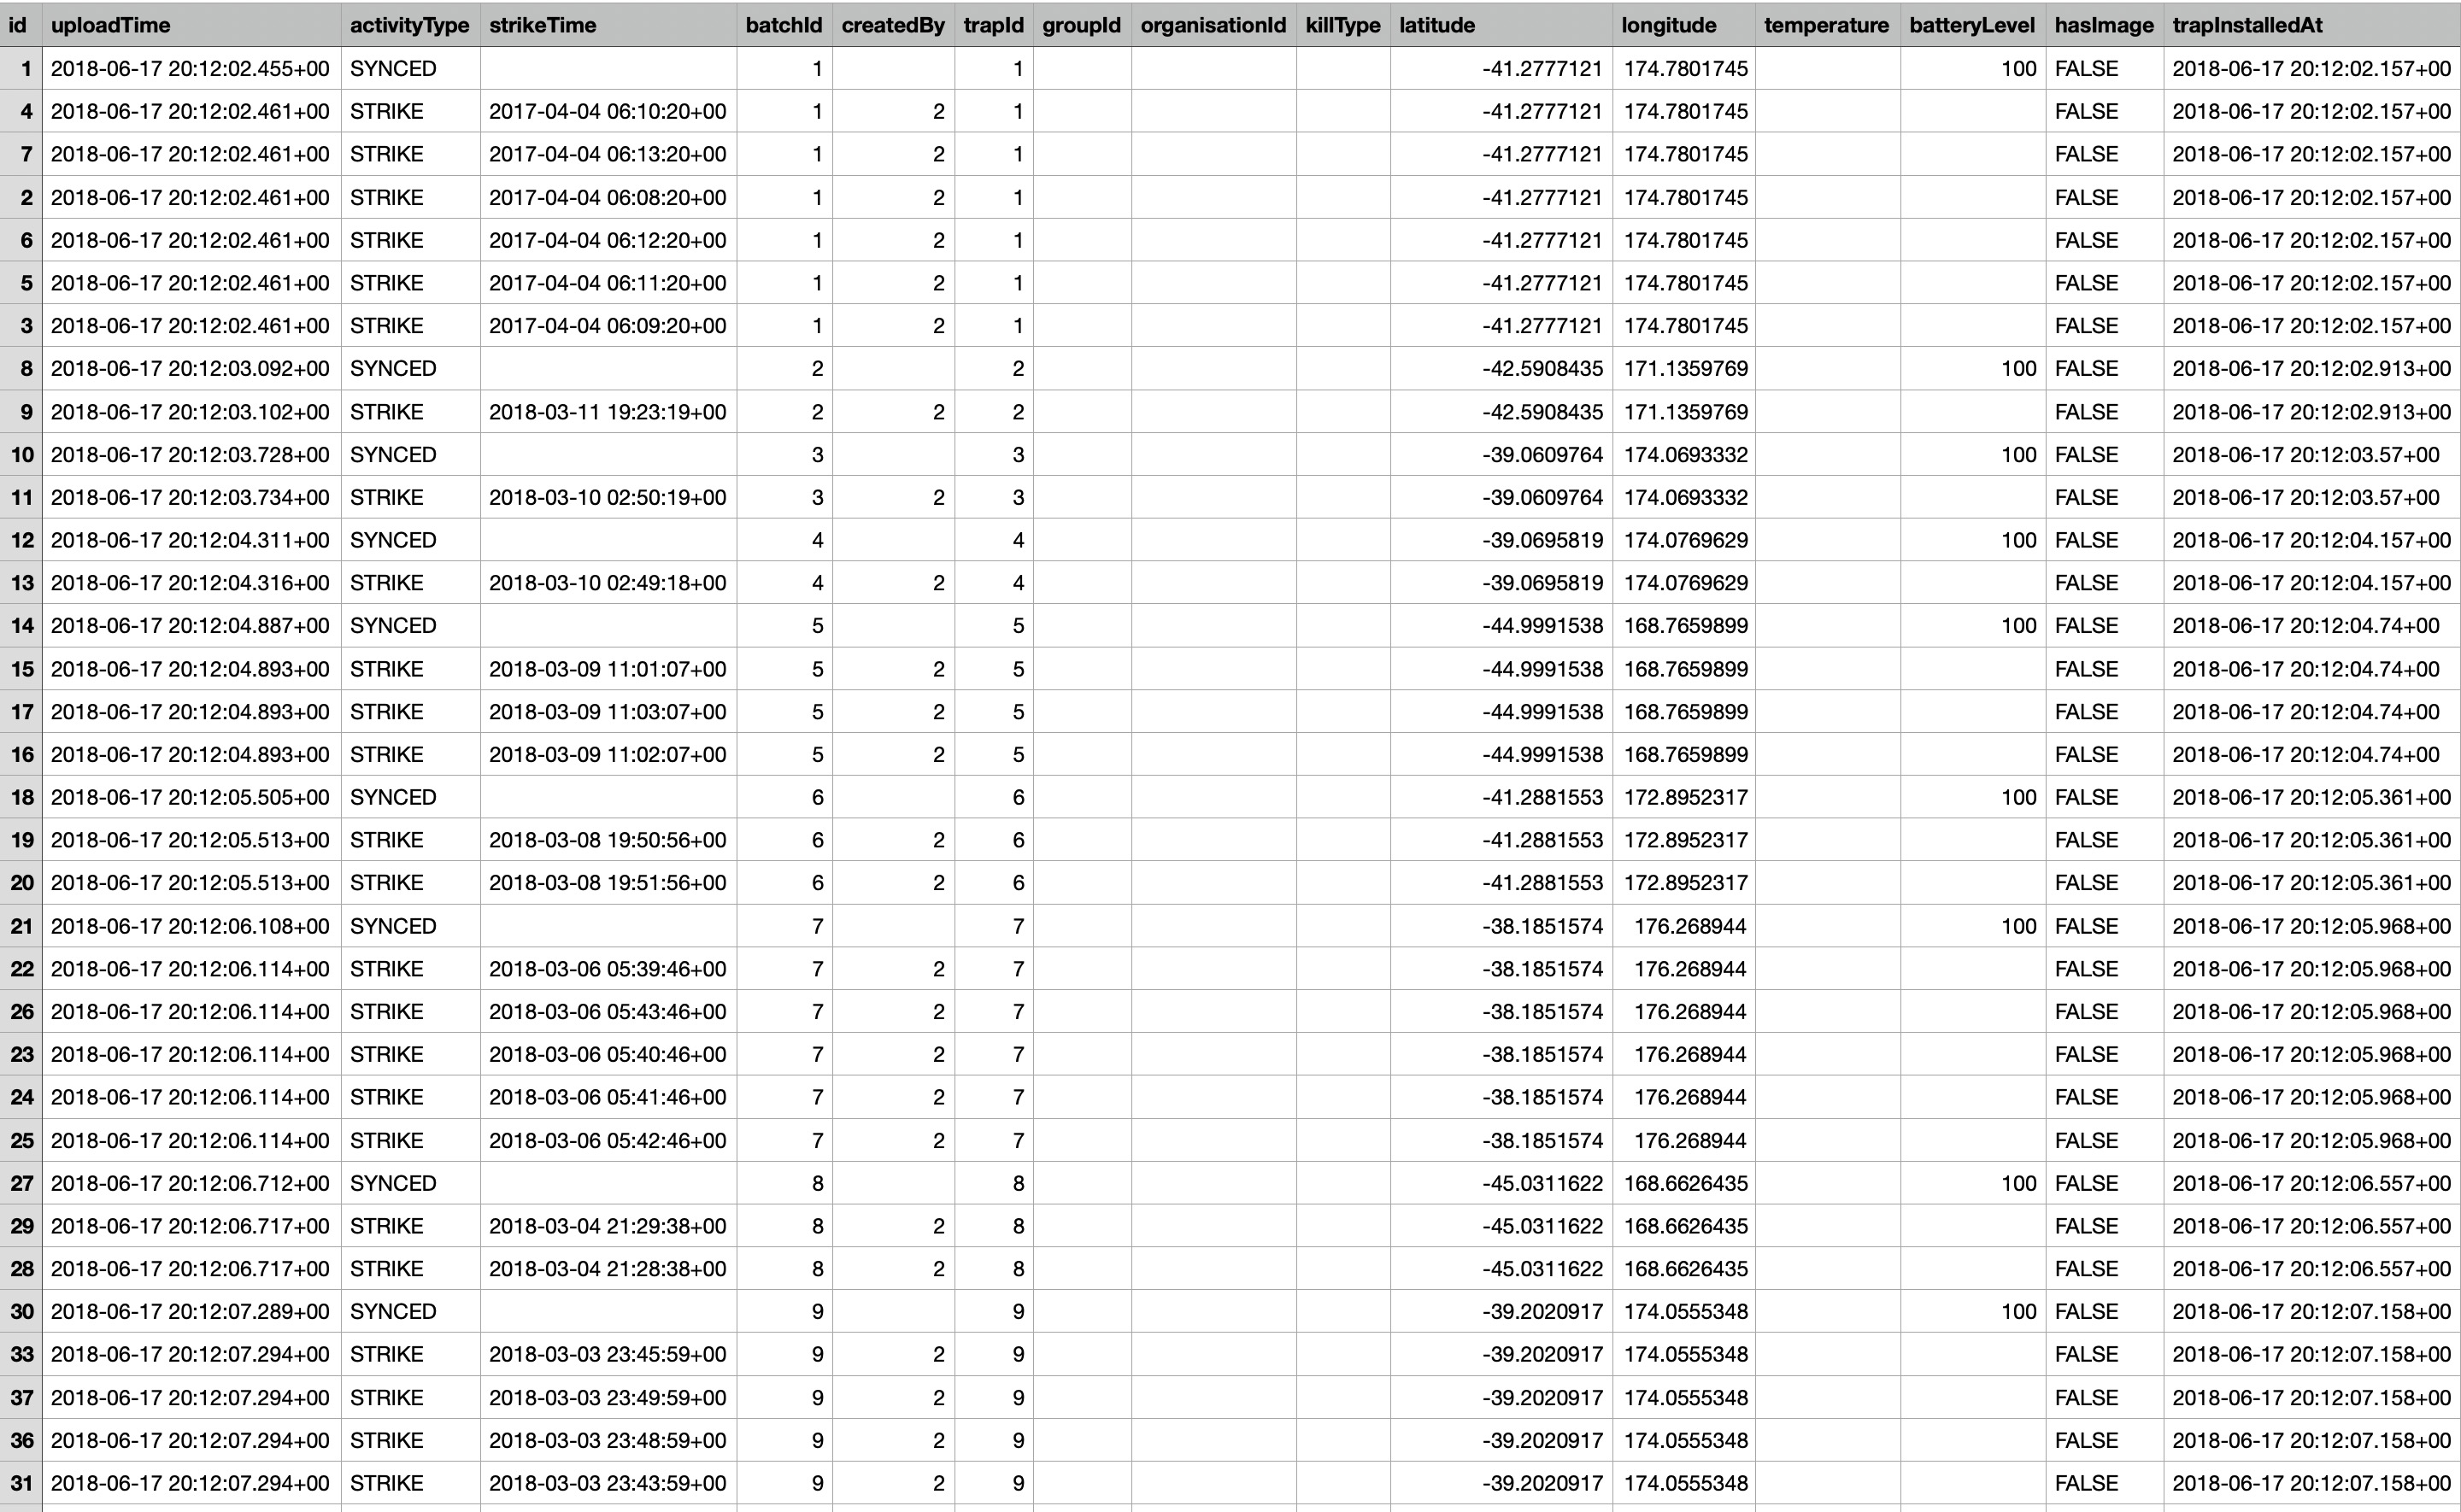 id uploadTime activityType strikeTime batchId createdBy trapId groupId organisationId killType latitude longitude temperature batteryLevel hasImage trapInstalledAt
1 2018-06-17 20:12:02.455+00 SYNCED 1 1 -41.2777121 174.7801745 100 FALSE 2018-06-17 20:12:02.157+00
4 2018-06-17 20:12:02.461+00 STRIKE 2017-04-04 06:10:20+00 1 2 1 -41.2777121 174.7801745 FALSE 2018-06-17 20:12:02.157+00
7 2018-06-17 20:12:02.461+00 STRIKE 2017-04-04 06:13:20+00 1 2 1 -41.2777121 174.7801745 FALSE 2018-06-17 20:12:02.157+00
2 2018-06-17 20:12:02.461+00 STRIKE 2017-04-04 06:08:20+00 1 2 1 -41.2777121 174.7801745 FALSE 2018-06-17 20:12:02.157+00
6 2018-06-17 20:12:02.461+00 STRIKE 2017-04-04 06:12:20+00 1 2 1 -41.2777121 174.7801745 FALSE 2018-06-17 20:12:02.157+00
5 2018-06-17 20:12:02.461+00 STRIKE 2017-04-04 06:11:20+00 1 2 1 -41.2777121 174.7801745 FALSE 2018-06-17 20:12:02.157+00
3 2018-06-17 20:12:02.461+00 STRIKE 2017-04-04 06:09:20+00 1 2 1 -41.2777121 174.7801745 FALSE 2018-06-17 20:12:02.157+00
8 2018-06-17 20:12:03.092+00 SYNCED 2 2 -42.5908435 171.1359769 100 FALSE 2018-06-17 20:12:02.913+00
9 2018-06-17 20:12:03.102+00 STRIKE 2018-03-11 19:23:19+00 2 2 2 -42.5908435 171.1359769 FALSE 2018-06-17 20:12:02.913+00
10 2018-06-17 20:12:03.728+00 SYNCED 3 3 -39.0609764 174.0693332 100 FALSE 2018-06-17 20:12:03.57+00
11 2018-06-17 20:12:03.734+00 STRIKE 2018-03-10 02:50:19+00 3 2 3 -39.0609764 174.0693332 FALSE 2018-06-17 20:12:03.57+00
12 2018-06-17 20:12:04.311+00 SYNCED 4 4 -39.0695819 174.0769629 100 FALSE 2018-06-17 20:12:04.157+00
13 2018-06-17 20:12:04.316+00 STRIKE 2018-03-10 02:49:18+00 4 2 4 -39.0695819 174.0769629 FALSE 2018-06-17 20:12:04.157+00
14 2018-06-17 20:12:04.887+00 SYNCED 5 5 -44.9991538 168.7659899 100 FALSE 2018-06-17 20:12:04.74+00
15 2018-06-17 20:12:04.893+00 STRIKE 2018-03-09 11:01:07+00 5 2 5 -44.9991538 168.7659899 FALSE 2018-06-17 20:12:04.74+00
17 2018-06-17 20:12:04.893+00 STRIKE 2018-03-09 11:03:07+00 5 2 5 -44.9991538 168.7659899 FALSE 2018-06-17 20:12:04.74+00
16 2018-06-17 20:12:04.893+00 STRIKE 2018-03-09 11:02:07+00 5 2 5 -44.9991538 168.7659899 FALSE 2018-06-17 20:12:04.74+00
18 2018-06-17 20:12:05.505+00 SYNCED 6 6 -41.2881553 172.8952317 100 FALSE 2018-06-17 20:12:05.361+00
19 2018-06-17 20:12:05.513+00 STRIKE 2018-03-08 19:50:56+00 6 2 6 -41.2881553 172.8952317 FALSE 2018-06-17 20:12:05.361+00
20 2018-06-17 20:12:05.513+00 STRIKE 2018-03-08 19:51:56+00 6 2 6 -41.2881553 172.8952317 FALSE 2018-06-17 20:12:05.361+00
21 2018-06-17 20:12:06.108+00 SYNCED 7 7 -38.1851574 176.268944 100 FALSE 2018-06-17 20:12:05.968+00
22 2018-06-17 20:12:06.114+00 STRIKE 2018-03-06 05:39:46+00 7 2 7 -38.1851574 176.268944 FALSE 2018-06-17 20:12:05.968+00
26 2018-06-17 20:12:06.114+00 STRIKE 2018-03-06 05:43:46+00 7 2 7 -38.1851574 176.268944 FALSE 2018-06-17 20:12:05.968+00
23 2018-06-17 20:12:06.114+00 STRIKE 2018-03-06 05:40:46+00 7 2 7 -38.1851574 176.268944 FALSE 2018-06-17 20:12:05.968+00
24 2018-06-17 20:12:06.114+00 STRIKE 2018-03-06 05:41:46+00 7 2 7 -38.1851574 176.268944 FALSE 2018-06-17 20:12:05.968+00
25 2018-06-17 20:12:06.114+00 STRIKE 2018-03-06 05:42:46+00 7 2 7 -38.1851574 176.268944 FALSE 2018-06-17 20:12:05.968+00
27 2018-06-17 20:12:06.712+00 SYNCED 8 8 -45.0311622 168.6626435 100 FALSE 2018-06-17 20:12:06.557+00
29 2018-06-17 20:12:06.717+00 STRIKE 2018-03-04 21:29:38+00 8 2 8 -45.0311622 168.6626435 FALSE 2018-06-17 20:12:06.557+00
28 2018-06-17 20:12:06.717+00 STRIKE 2018-03-04 21:28:38+00 8 2 8 -45.0311622 168.6626435 FALSE 2018-06-17 20:12:06.557+00
30 2018-06-17 20:12:07.289+00 SYNCED 9 9 -39.2020917 174.0555348 100 FALSE 2018-06-17 20:12:07.158+00
33 2018-06-17 20:12:07.294+00 STRIKE 2018-03-03 23:45:59+00 9 2 9 -39.2020917 174.0555348 FALSE 2018-06-17 20:12:07.158+00
37 2018-06-17 20:12:07.294+00 STRIKE 2018-03-03 23:49:59+00 9 2 9 -39.2020917 174.0555348 FALSE 2018-06-17 20:12:07.158+00
36 2018-06-17 20:12:07.294+00 STRIKE 2018-03-03 23:48:59+00 9 2 9 -39.2020917 174.0555348 FALSE 2018-06-17 20:12:07.158+00
31 2018-06-17 20:12:07.294+00 STRIKE 2018-03-03 23:43:59+00 9 2 9 -39.2020917 174.0555348 FALSE 2018-06-17 20:12:07.158+00